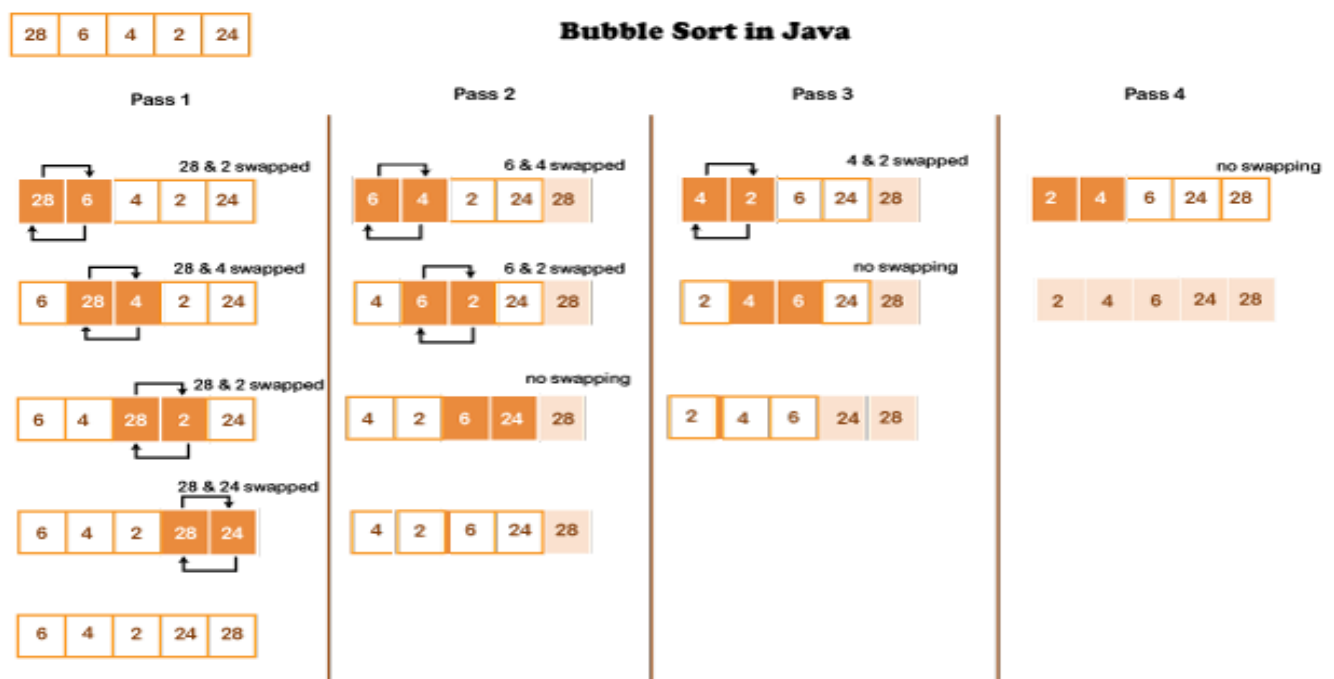 28 6 4 2 24
Bubble Sort in Java
Pass 1
28 & 2 swapped
28 6 4 2 24
28 & 4 swapped
6 28 4 2 24
28 & 2 swapped
6 4 28 2 24
28 & 24 swapped
6 4 2 28 24
6 4 2 24 28
Pass 2
6 & 4 swapped
6 4 2 24 28
6 & 2 swapped
4 6 2 24 28
no swapping
4 2 6 24 28
4 2 6 24 28
Pass 3
4 & 2 swapped
4 2 6 24 28
no swapping
2 4 6 24 28
2 4 6 24 28
Pass 4
no swapping
2 4 6 24 28
2 4 6 24 28